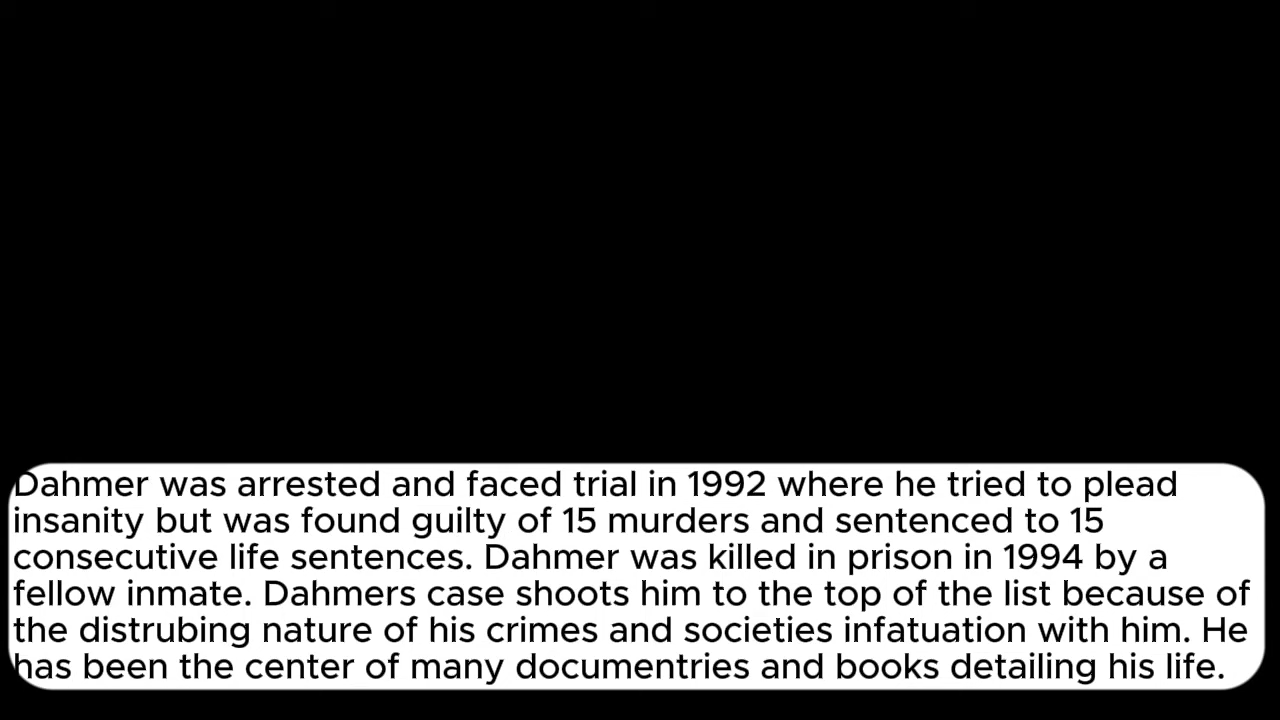 Dahmer was arrested and faced trial in 1992 where he tried to plead
insanity but was found guilty of 15 murders and sentenced to 15
consecutive life sentences. Dahmer was killed in prison in 1994 by a
fellow inmate. Dahmers case shoots him to the top of the list because of
the distrubing nature of his crimes and societies infatuation with him. He
has been the center of many documentries and books detailing his life.